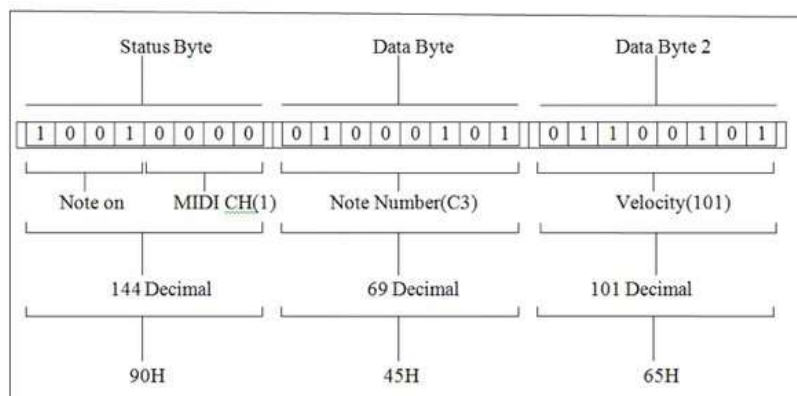 Status Byte Data Byte Data Byte 2
1 0 0 1 0 0 0 0 0 1 0 0 0 1 0 1 0 1 1 0 0 1 0 1
Note on MIDI CH(1) Note Number(C3) Velocity(101)
144 Decimal 69 Decimal 101 Decimal
90H 45H 65H